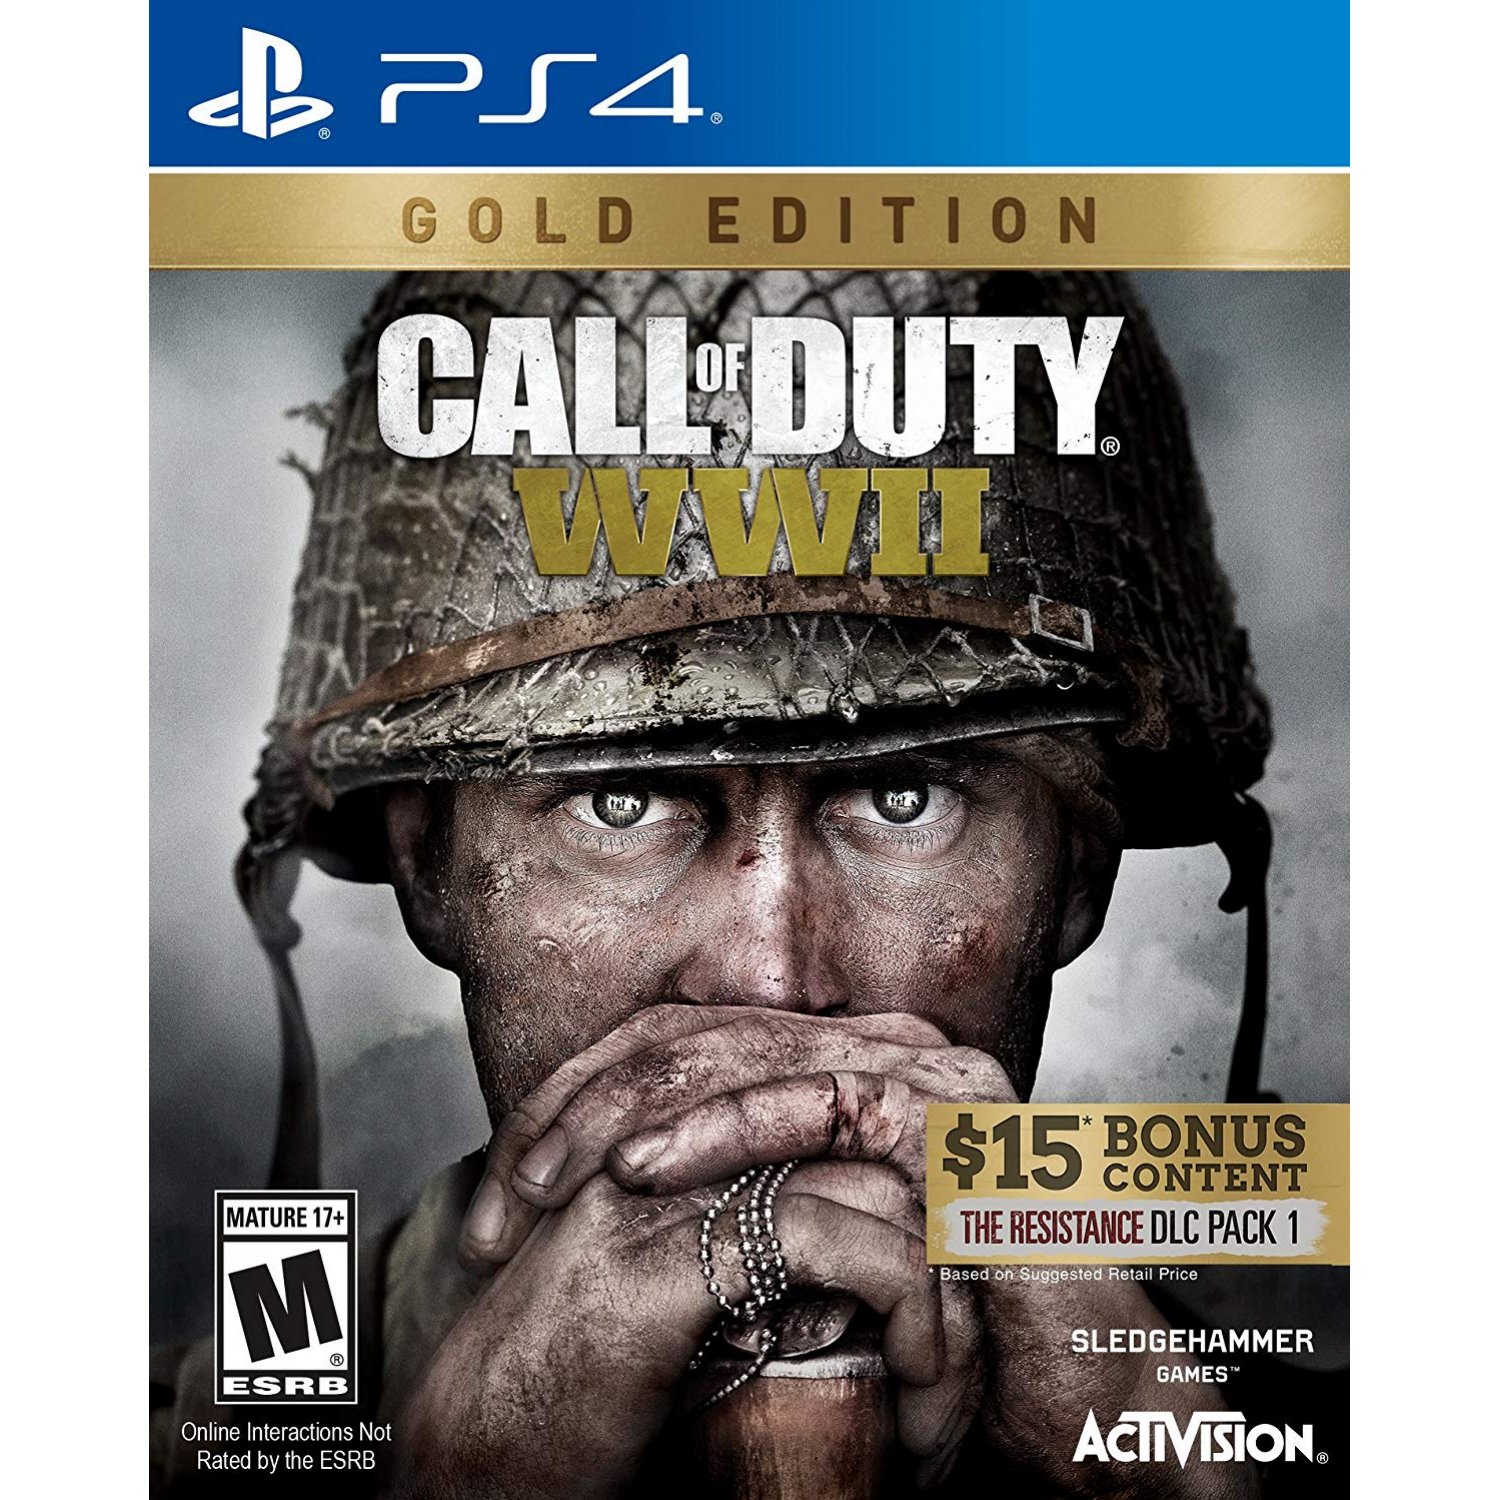 PS4®
GOLD EDITION
CALL OF DUTY®
WWII
$15* BONUS
CONTENT
THE RESISTANCE DLC PACK 1
* Based on Suggested Retail Price
MATURE 17+
M®
ESRB
Online Interactions Not
Rated by the ESRB
SLEDGEHAMMER
GAMES™
ACTIVISION®